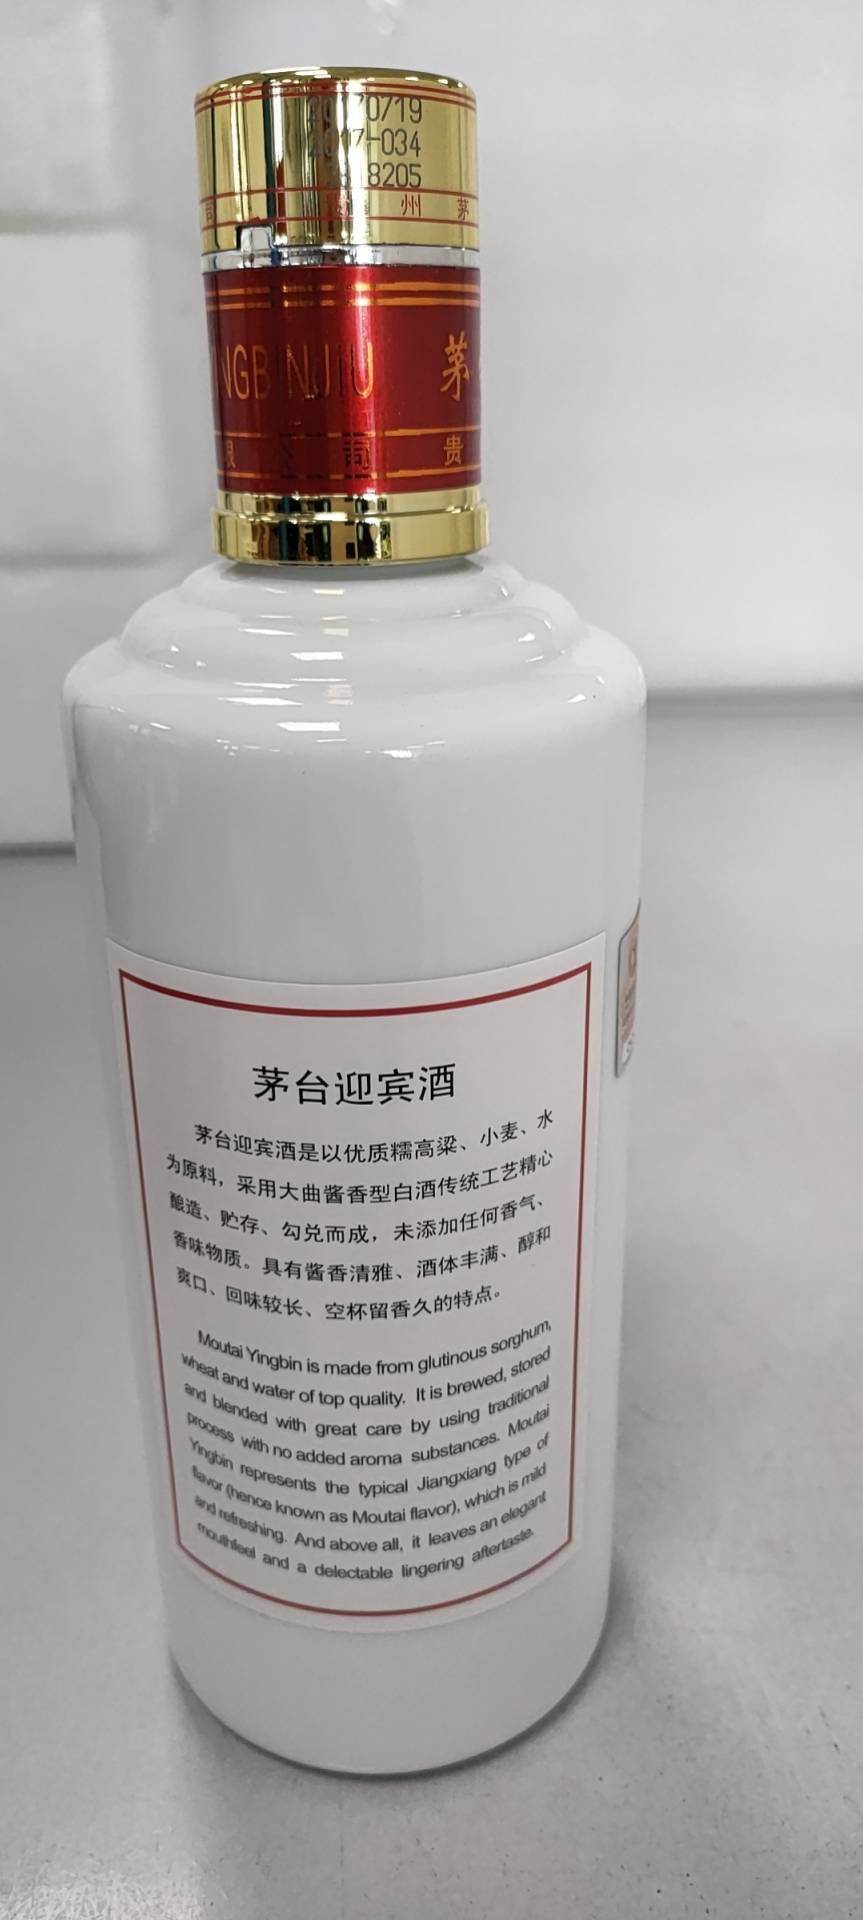 0719
-034
8205
司 州 茅
NGBINJIU 茅
限公司 贵
茅台迎宾酒
茅台迎宾酒是以优质糯高粱、小麦、水
为原料，采用大曲酱香型白酒传统工艺精心
酿造、贮存、勾兑而成，未添加任何香气、
香味物质。具有酱香清雅、酒体丰满、醇和
爽口、回味较长、空杯留香久的特点。
Moutai Yingbin is made from glutinous sorghum,
wheat and water of top quality. It is brewed, stored
and blended with great care by using traditional
process with no added aroma substances. Moutai
Yingbin represents the typical Jiangxiang type of
flavor (hence known as Moutai flavor), which is mild
and refreshing. And above all, it leaves an elegant
mouthfeel and a delectable lingering aftertaste.